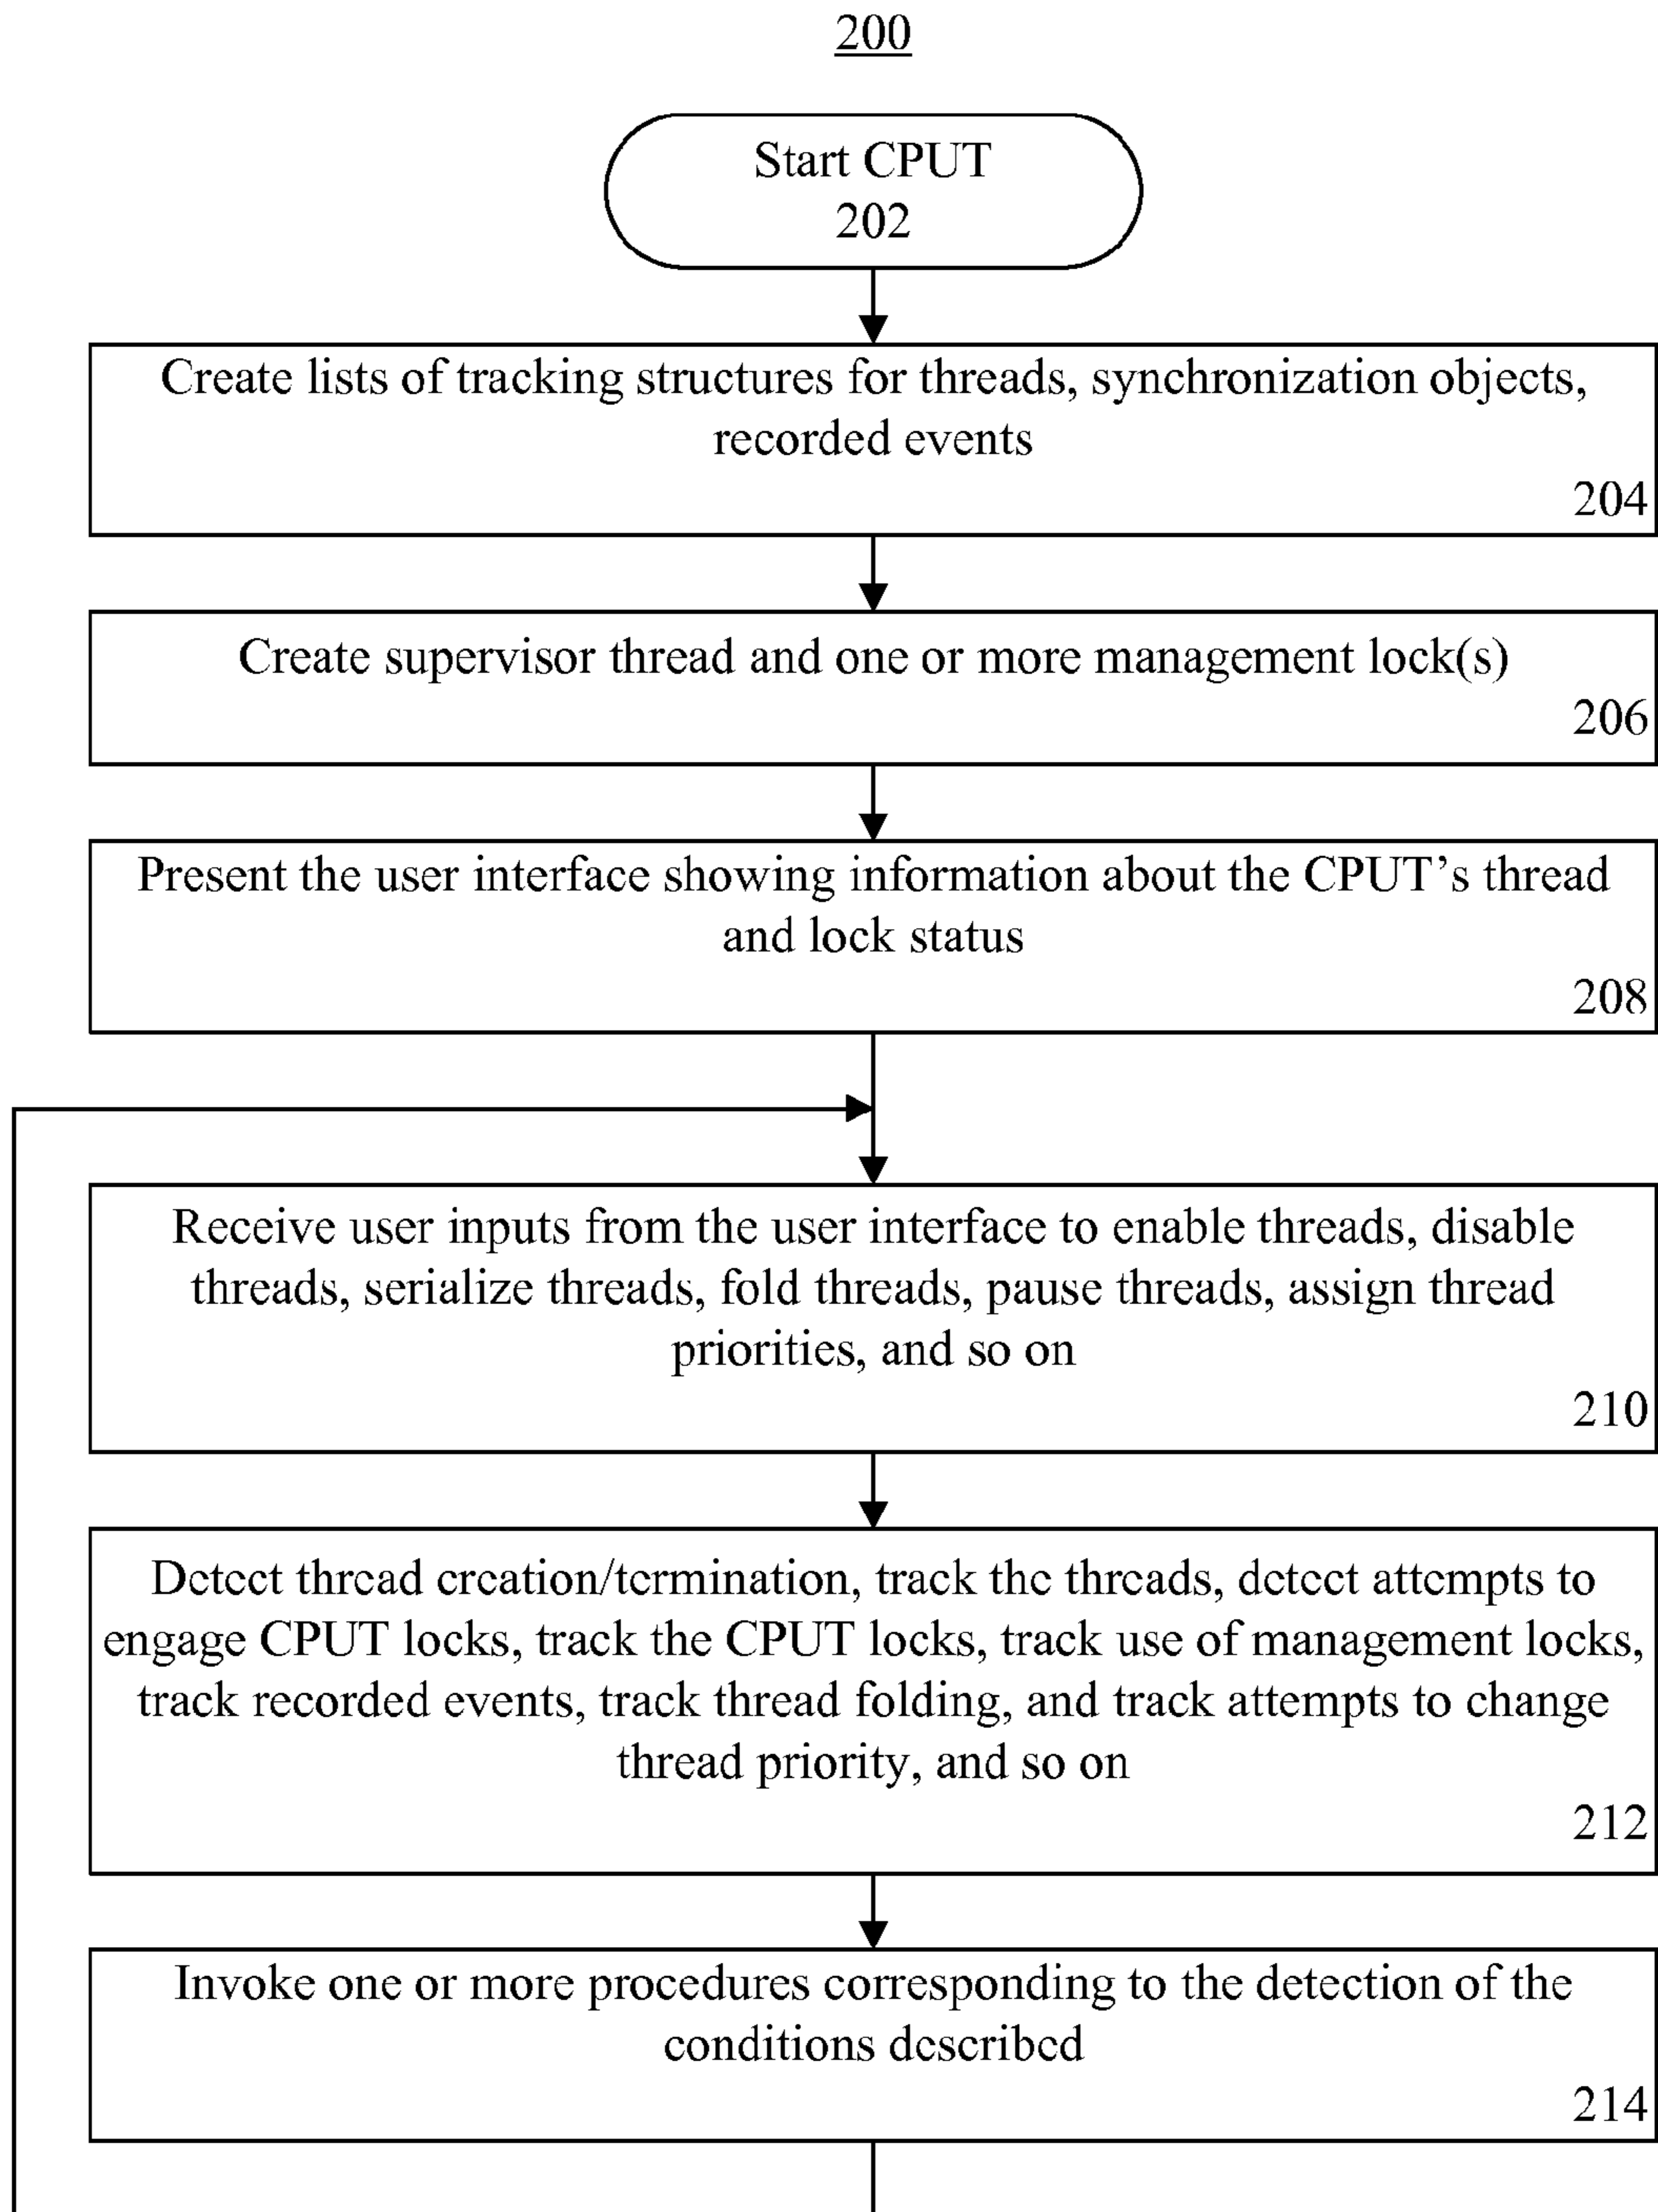 200
Start CPUT
202
Create lists of tracking structures for threads, synchronization objects,
recorded events
204
Create supervisor thread and one or more management lock(s)
206
Present the user interface showing information about the CPUT’s thread
and lock status
208
Receive user inputs from the user interface to enable threads, disable
threads, serialize threads, fold threads, pause threads, assign thread
priorities, and so on
210
Detect thread creation/termination, track the threads, detect attempts to
engage CPUT locks, track the CPUT locks, track use of management locks,
track recorded events, track thread folding, and track attempts to change
thread priority, and so on
212
Invoke one or more procedures corresponding to the detection of the
conditions described
214